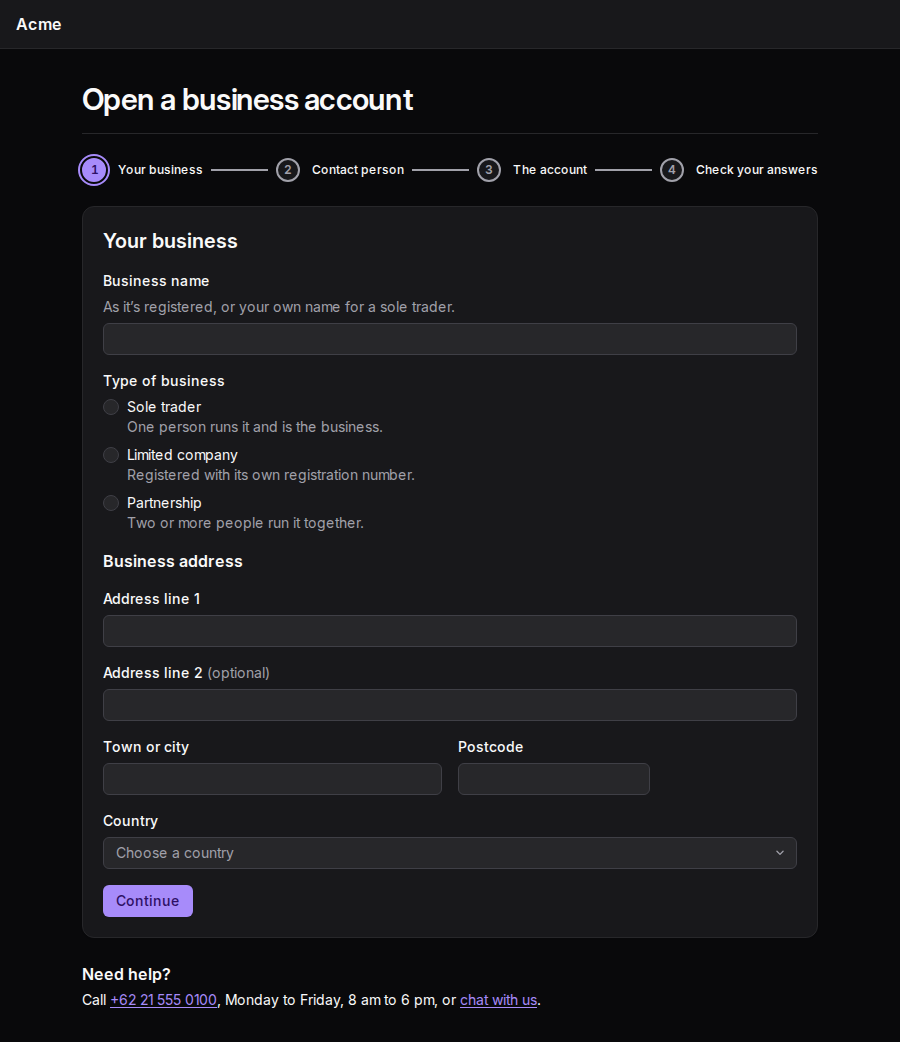 Acme
Open a business account
1 Your business 2 Contact person 3 The account 4 Check your answers
Your business
Business name
As it’s registered, or your own name for a sole trader.
Type of business
Sole trader
One person runs it and is the business.
Limited company
Registered with its own registration number.
Partnership
Two or more people run it together.
Business address
Address line 1
Address line 2 (optional)
Town or city Postcode
Country
Choose a country
Continue
Need help?
Call +62 21 555 0100, Monday to Friday, 8 am to 6 pm, or chat with us.